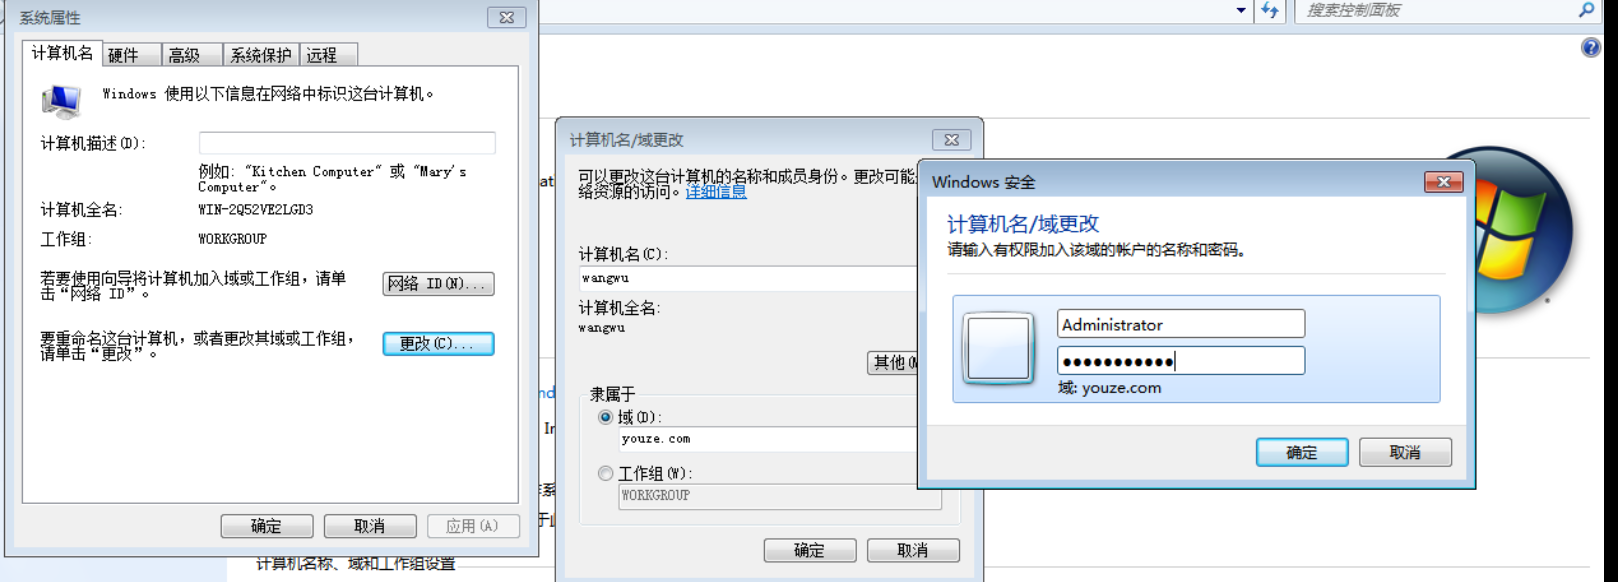 系统属性
搜索控制面板
计算机名
硬件
高级
系统保护
远程
Windows 使用以下信息在网络中标识这台计算机。
计算机描述(D):
例如: "Kitchen Computer" 或 "Mary's
Computer"。
计算机全名:
WIN-2Q52VE2LGD3
工作组:
WORKGROUP
若要使用向导将计算机加入域或工作组，请单
击"网络 ID"。
网络 ID(N)...
要重命名这台计算机，或者更改其域或工作组，
请单击"更改"。
更改(C)...
确定
取消
应用(A)
计算机名称、域和工作组设置
计算机名/域更改
可以更改这台计算机的名称和成员身份。更改可能
络资源的访问。详细信息
计算机名(C):
wangwu
计算机全名:
wangwu
其他
隶属于
域(D):
youze.com
工作组(W):
WORKGROUP
确定
取消
Windows 安全
计算机名/域更改
请输入有权限加入该域的帐户的名称和密码。
Administrator
域: youze.com
确定
取消